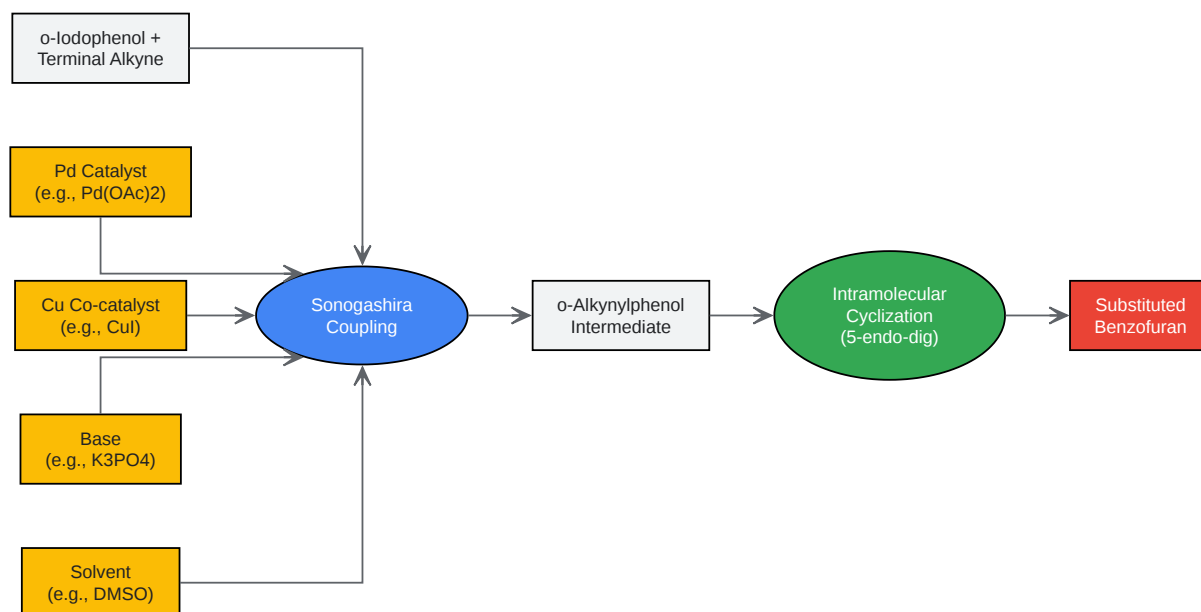 o-Iodophenol +
Terminal Alkyne
Pd Catalyst
(e.g., Pd(OAc)2)
Cu Co-catalyst
(e.g., CuI)
Base
(e.g., K3PO4)
Solvent
(e.g., DMSO)
Sonogashira
Coupling
o-Alkynylphenol
Intermediate
Intramolecular
Cyclization
(5-endo-dig)
Substituted
Benzofuran